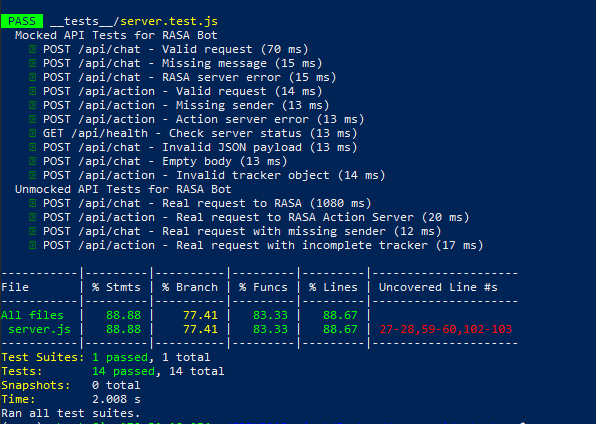 PASS __tests__/server.test.js
Mocked API Tests for RASA Bot
POST /api/chat - Valid request (70 ms)
POST /api/chat - Missing message (15 ms)
POST /api/chat - RASA server error (15 ms)
POST /api/action - Valid request (14 ms)
POST /api/action - Missing sender (13 ms)
POST /api/action - Action server error (13 ms)
GET /api/health - Check server status (13 ms)
POST /api/chat - Invalid JSON payload (13 ms)
POST /api/chat - Empty body (13 ms)
POST /api/action - Invalid tracker object (14 ms)
Unmocked API Tests for RASA Bot
POST /api/chat - Real request to RASA (1080 ms)
POST /api/action - Real request to RASA Action Server (20 ms)
POST /api/chat - Real request with missing sender (12 ms)
POST /api/action - Real request with incomplete tracker (17 ms)
-----------|---------|----------|---------|---------|---------------------
File | % Stmts | % Branch | % Funcs | % Lines | Uncovered Line #s
-----------|---------|----------|---------|---------|---------------------
All files | 88.88 | 77.41 | 83.33 | 88.67 |
server.js | 88.88 | 77.41 | 83.33 | 88.67 | 27-28,59-60,102-103
-----------|---------|----------|---------|---------|---------------------
Test Suites: 1 passed, 1 total
Tests: 14 passed, 14 total
Snapshots: 0 total
Time: 2.008 s
Ran all test suites.